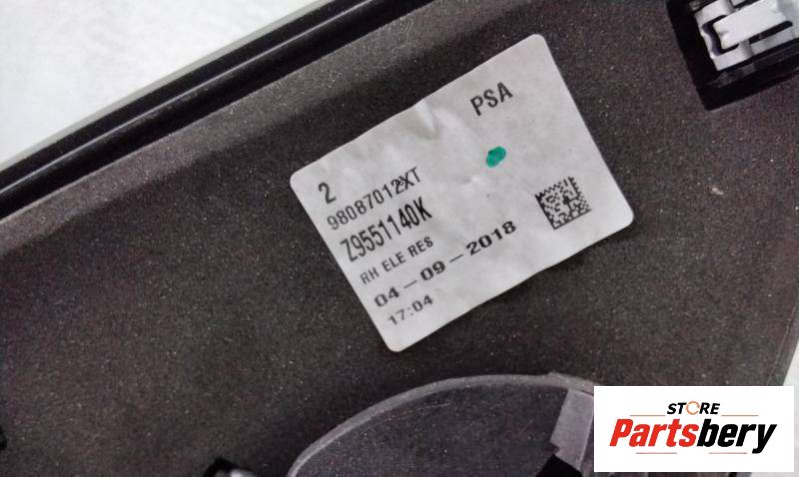 PSA
2
98087012XT
Z9551140K
RH ELE RES
04-09-2018
17:04
STORE
Partsbery